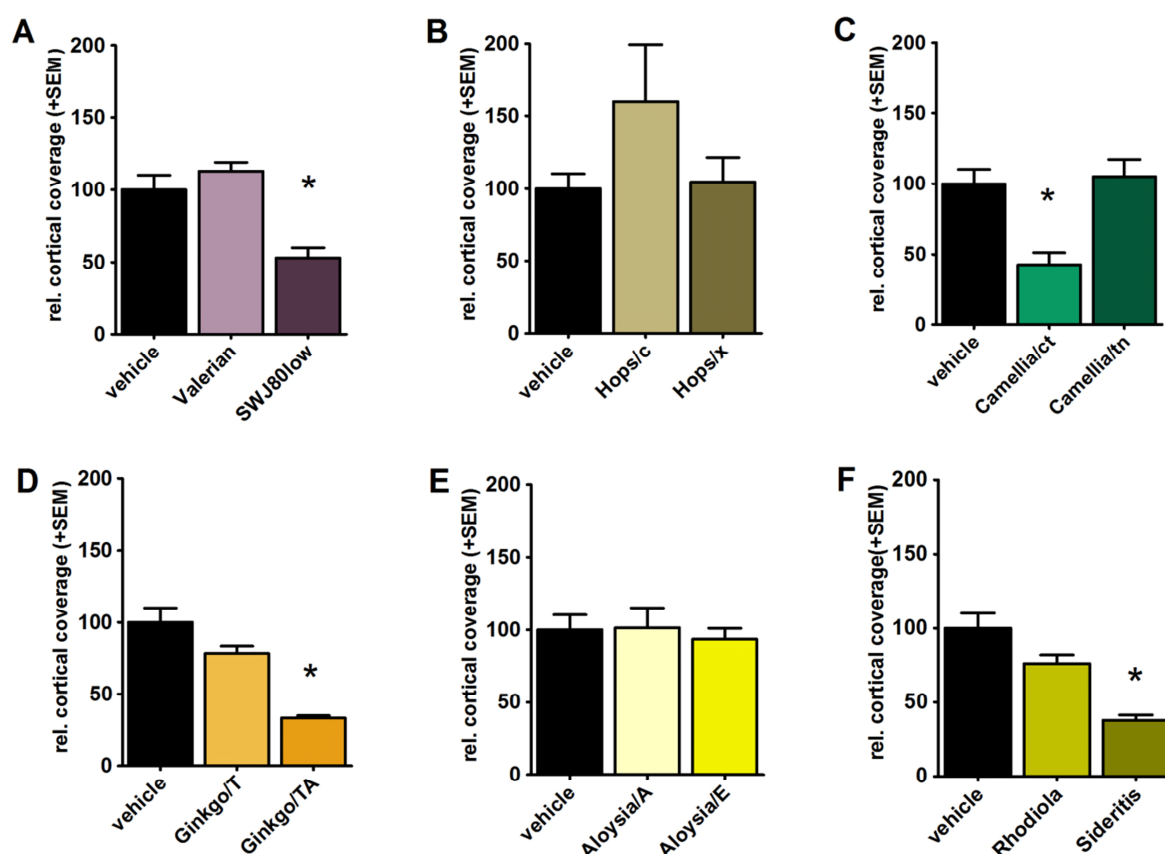 A
rel. cortical coverage (+SEM)
200
150
100
50
0
*
vehicle
Valerian
SWJ80low
B
rel. cortical coverage (+SEM)
200
150
100
50
0
vehicle
Hops/c
Hops/x
C
rel. cortical coverage (+SEM)
200
150
100
50
0
*
vehicle
Camellia/ct
Camellia/tn
D
rel. cortical coverage (+SEM)
200
150
100
50
0
*
vehicle
Ginkgo/T
Ginkgo/TA
E
rel. cortical coverage (+SEM)
200
150
100
50
0
vehicle
Aloysia/A
Aloysia/E
F
rel. cortical coverage(+SEM)
200
150
100
50
0
*
vehicle
Rhodiola
Sideritis